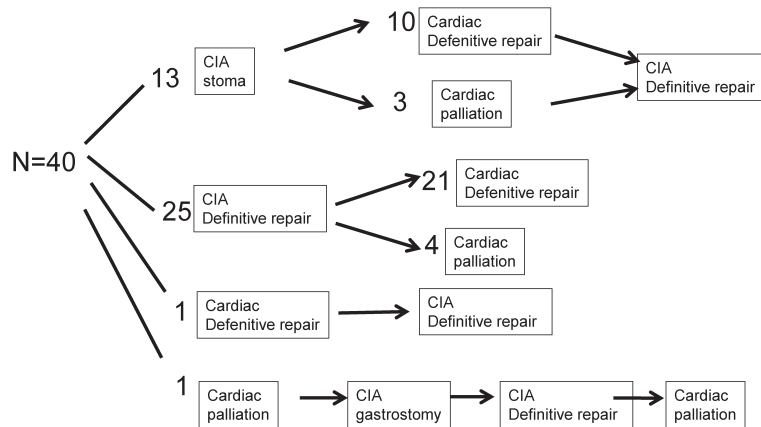 N=40
13
CIA
stoma
10
Cardiac
Defenitive repair
3
Cardiac
palliation
CIA
Definitive repair
25
CIA
Definitive repair
21
Cardiac
Defenitive repair
4
Cardiac
palliation
1
Cardiac
Defenitive repair
CIA
Definitive repair
1
Cardiac
palliation
CIA
gastrostomy
CIA
Definitive repair
Cardiac
palliation